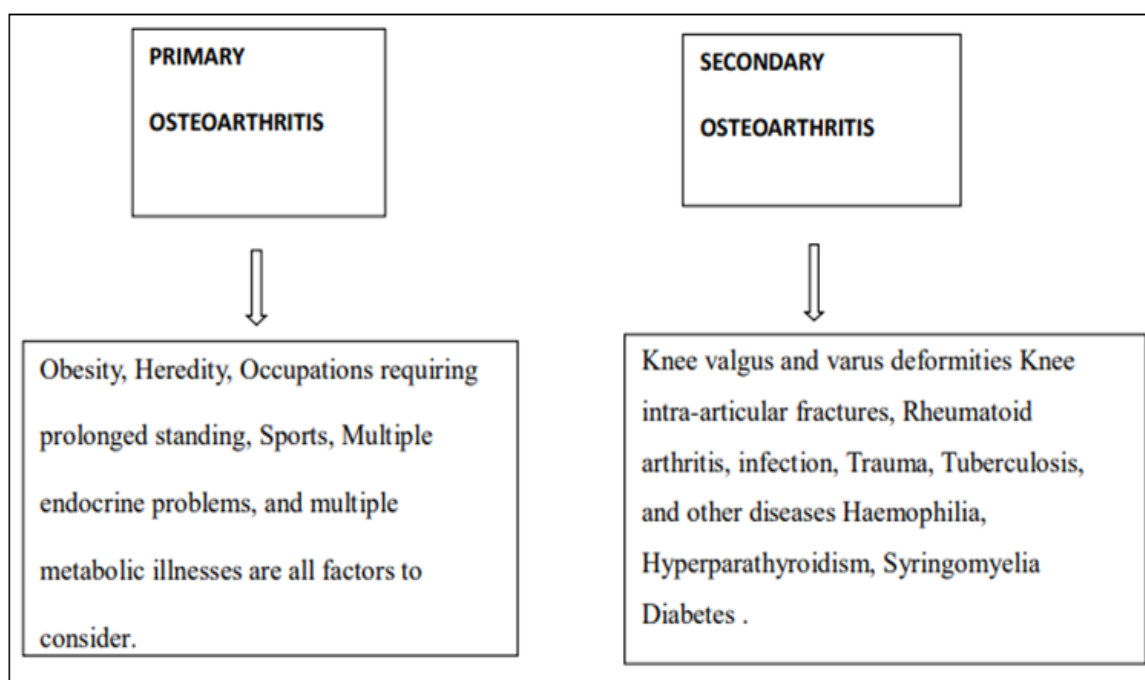 PRIMARY
OSTEOARTHRITIS
SECONDARY
OSTEOARTHRITIS
Obesity, Heredity, Occupations requiring
prolonged standing, Sports, Multiple
endocrine problems, and multiple
metabolic illnesses are all factors to
consider.
Knee valgus and varus deformities Knee
intra-articular fractures, Rheumatoid
arthritis, infection, Trauma, Tuberculosis,
and other diseases Haemophilia,
Hyperparathyroidism, Syringomyelia
Diabetes .